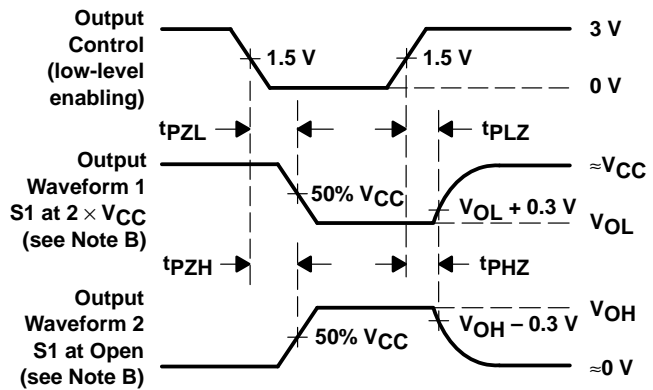 Output
Control
(low-level
enabling)
1.5 V
1.5 V
3 V
0 V
tPZL
tPLZ
Output
Waveform 1
S1 at 2 × VCC
(see Note B)
50% VCC
VOL + 0.3 V
≈VCC
VOL
tPZH
tPHZ
Output
Waveform 2
S1 at Open
(see Note B)
50% VCC
VOH – 0.3 V
VOH
≈0 V